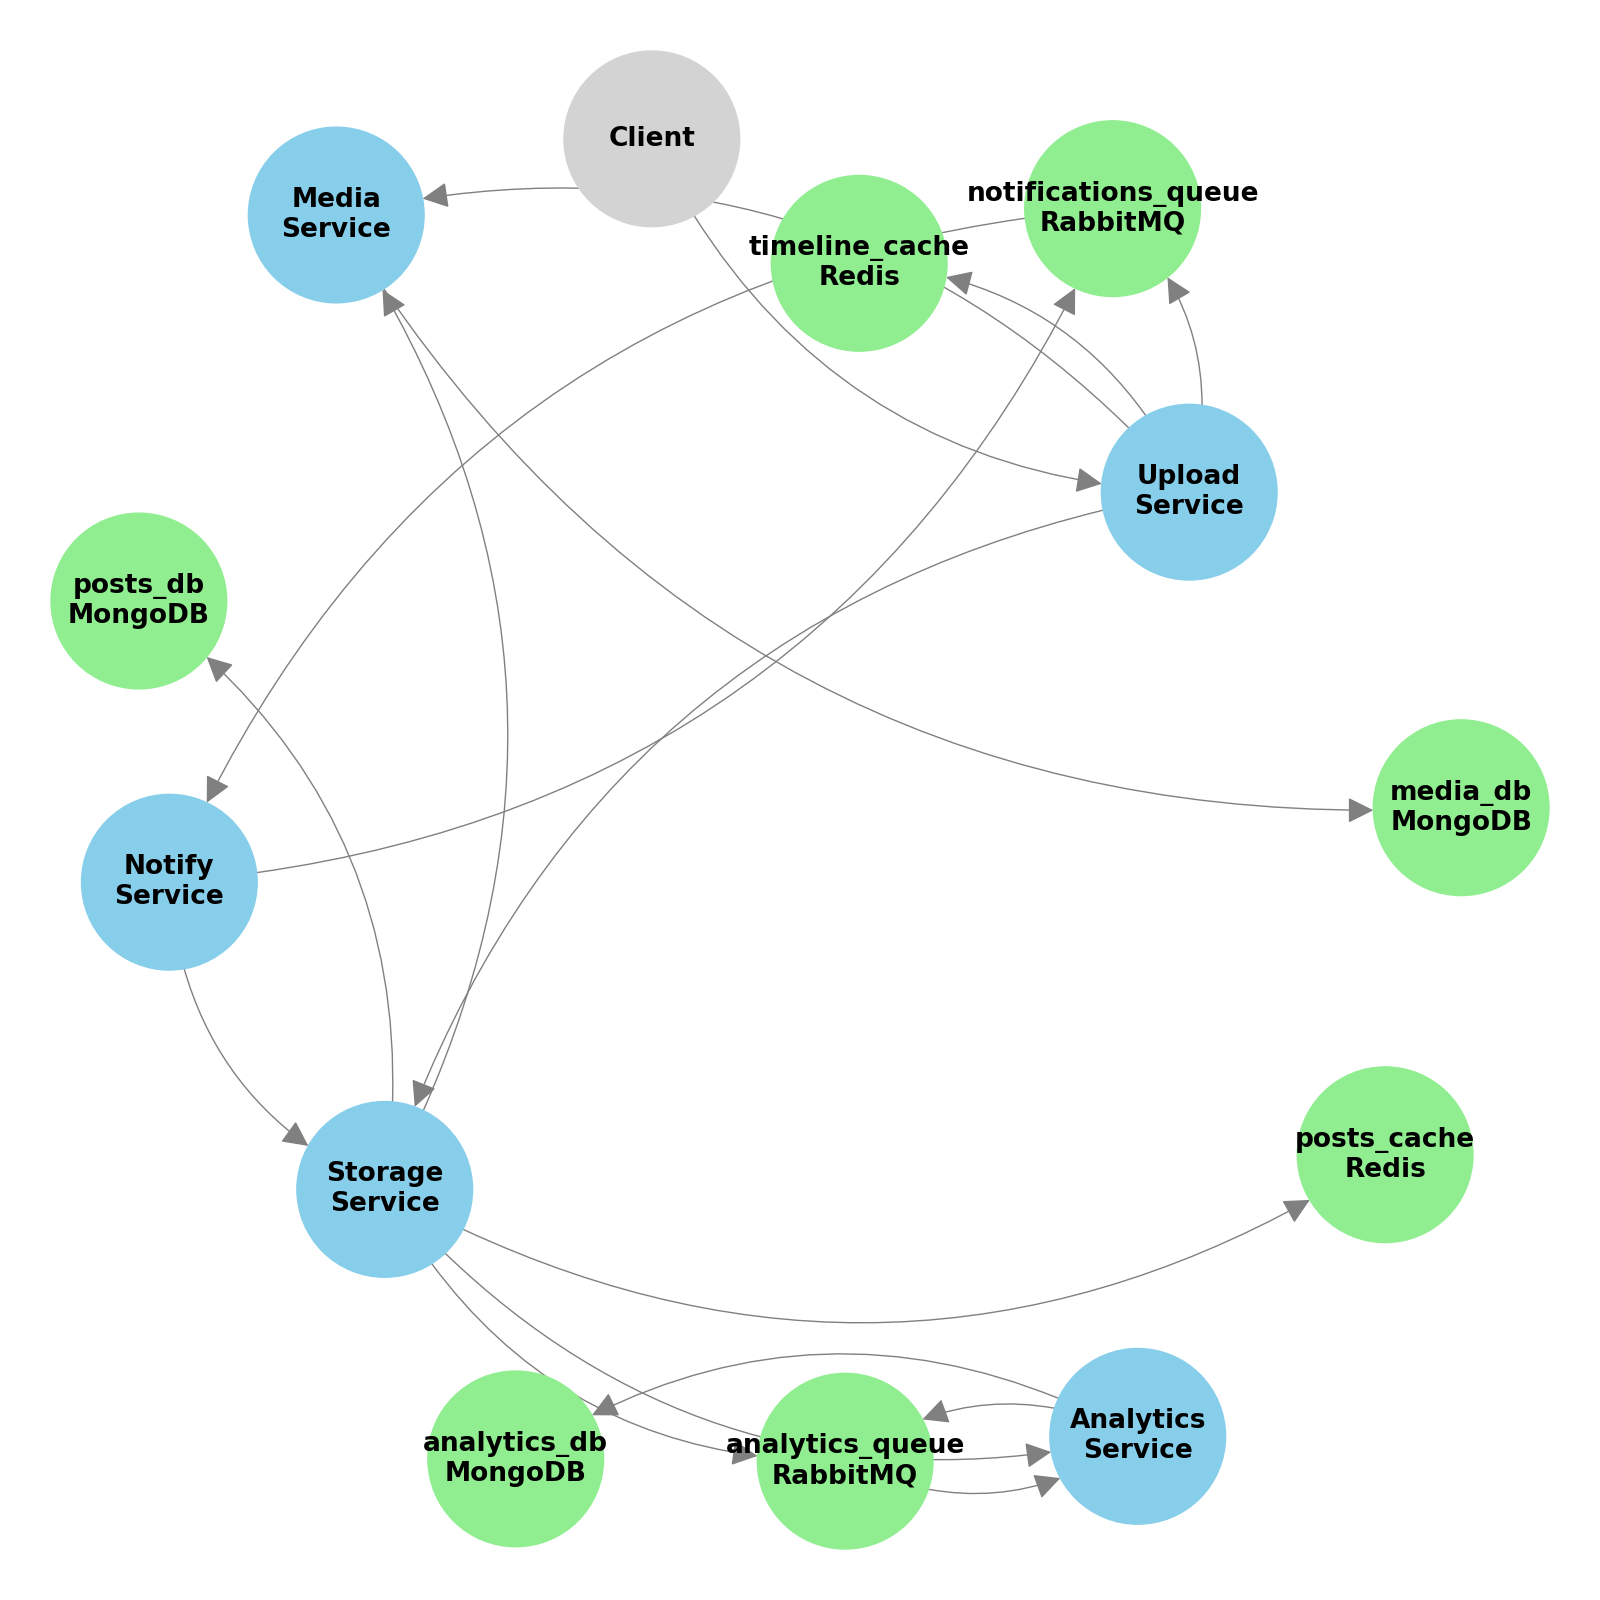 Client
Media
Service
notifications_queue
RabbitMQ
timeline_cache
Redis
Upload
Service
posts_db
MongoDB
media_db
MongoDB
Notify
Service
posts_cache
Redis
Storage
Service
Analytics
Service
analytics_db
MongoDB
analytics_queue
RabbitMQ